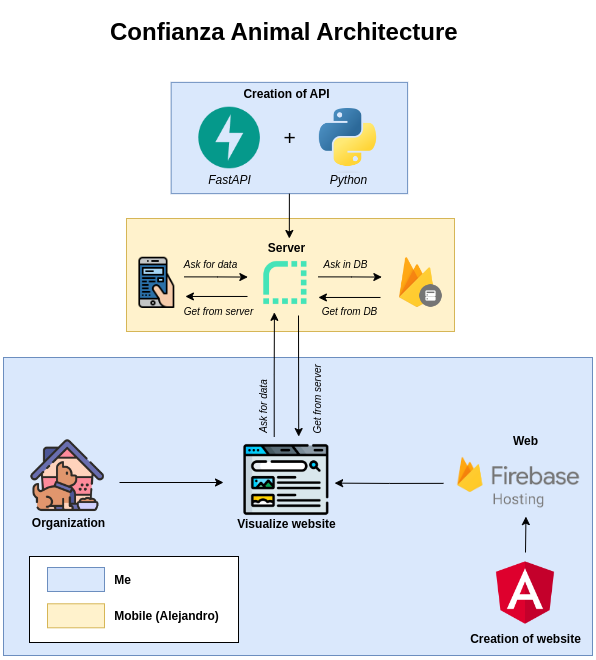 Confianza Animal Architecture
Creation of API
+
FastAPI
Python
Server
Ask for data
Ask in DB
Get from server
Get from DB
Ask for data
Get from server
Web
Firebase
Hosting
Organization
Visualize website
Me
Mobile (Alejandro)
A
Creation of website